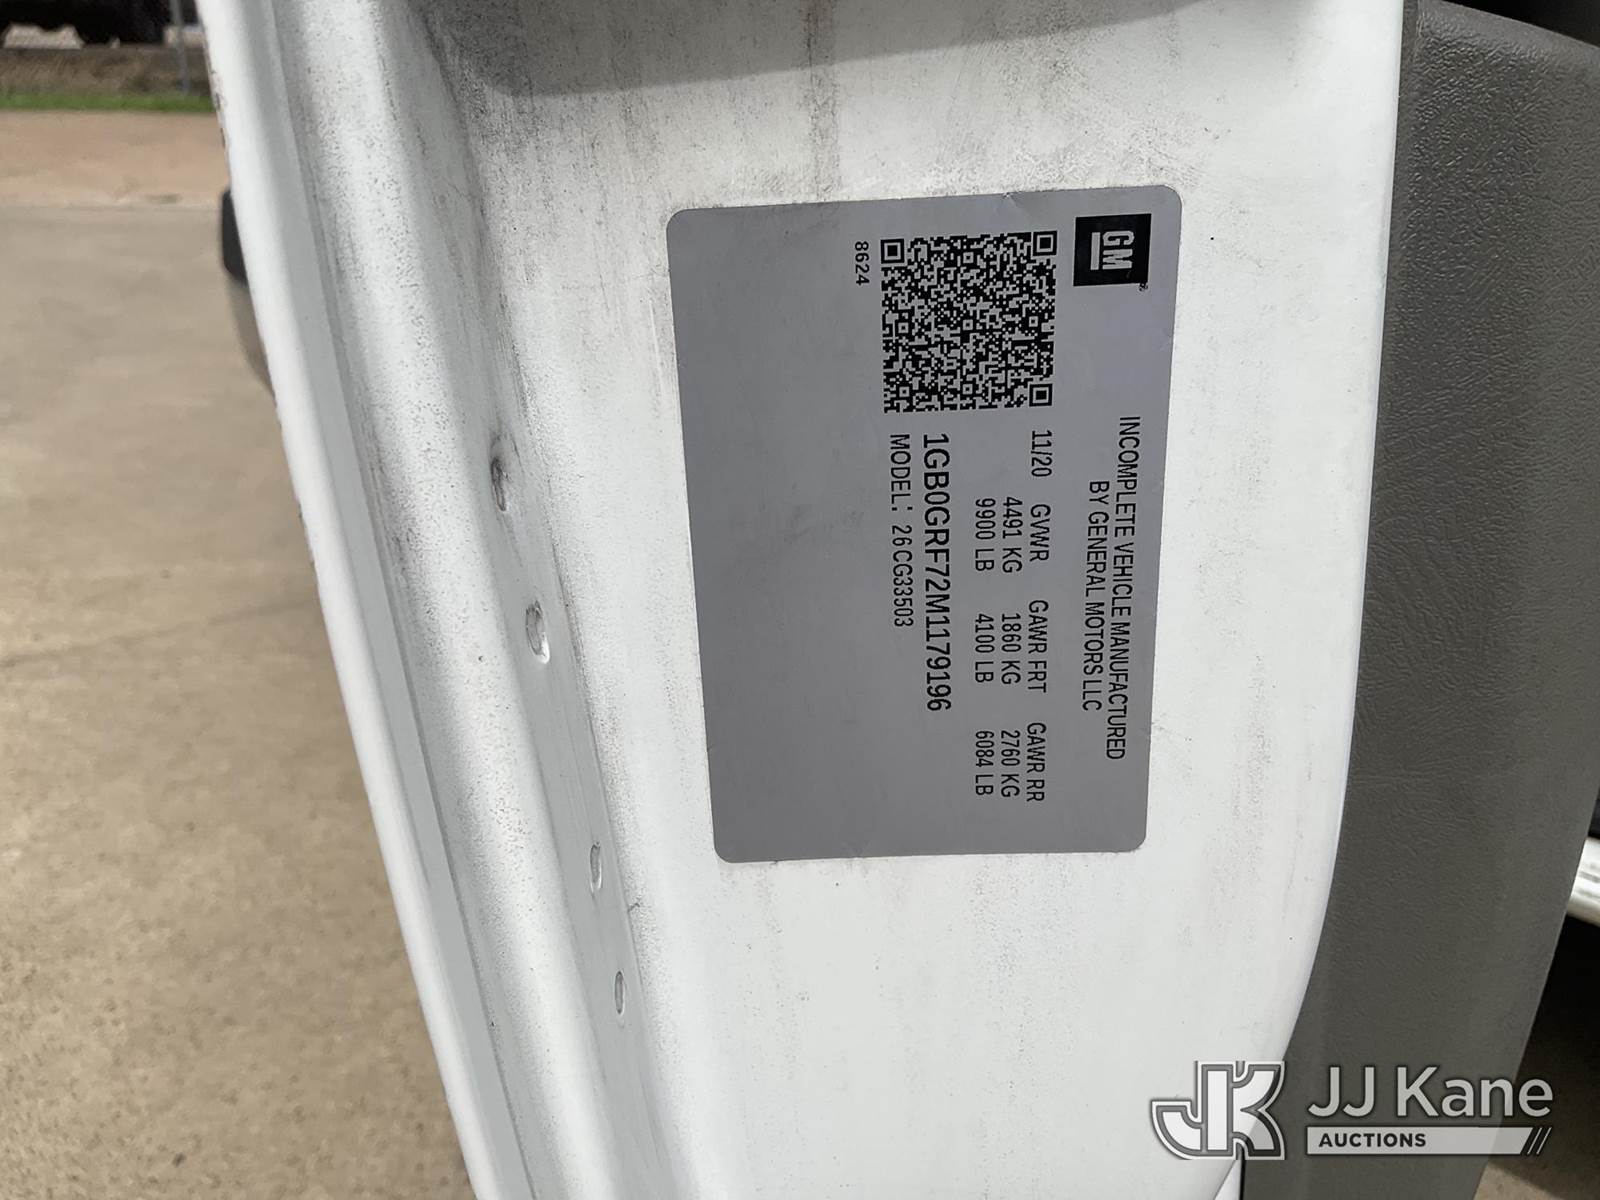 GM
INCOMPLETE VEHICLE MANUFACTURED
BY GENERAL MOTORS LLC
11/20 GVWR GAWR FRT GAWR RR
4491 KG 1860 KG 2760 KG
9900 LB 4100 LB 6084 LB
1GB0GRF72M1179196
MODEL: 26CG33503
8624
JK JJ Kane
AUCTIONS